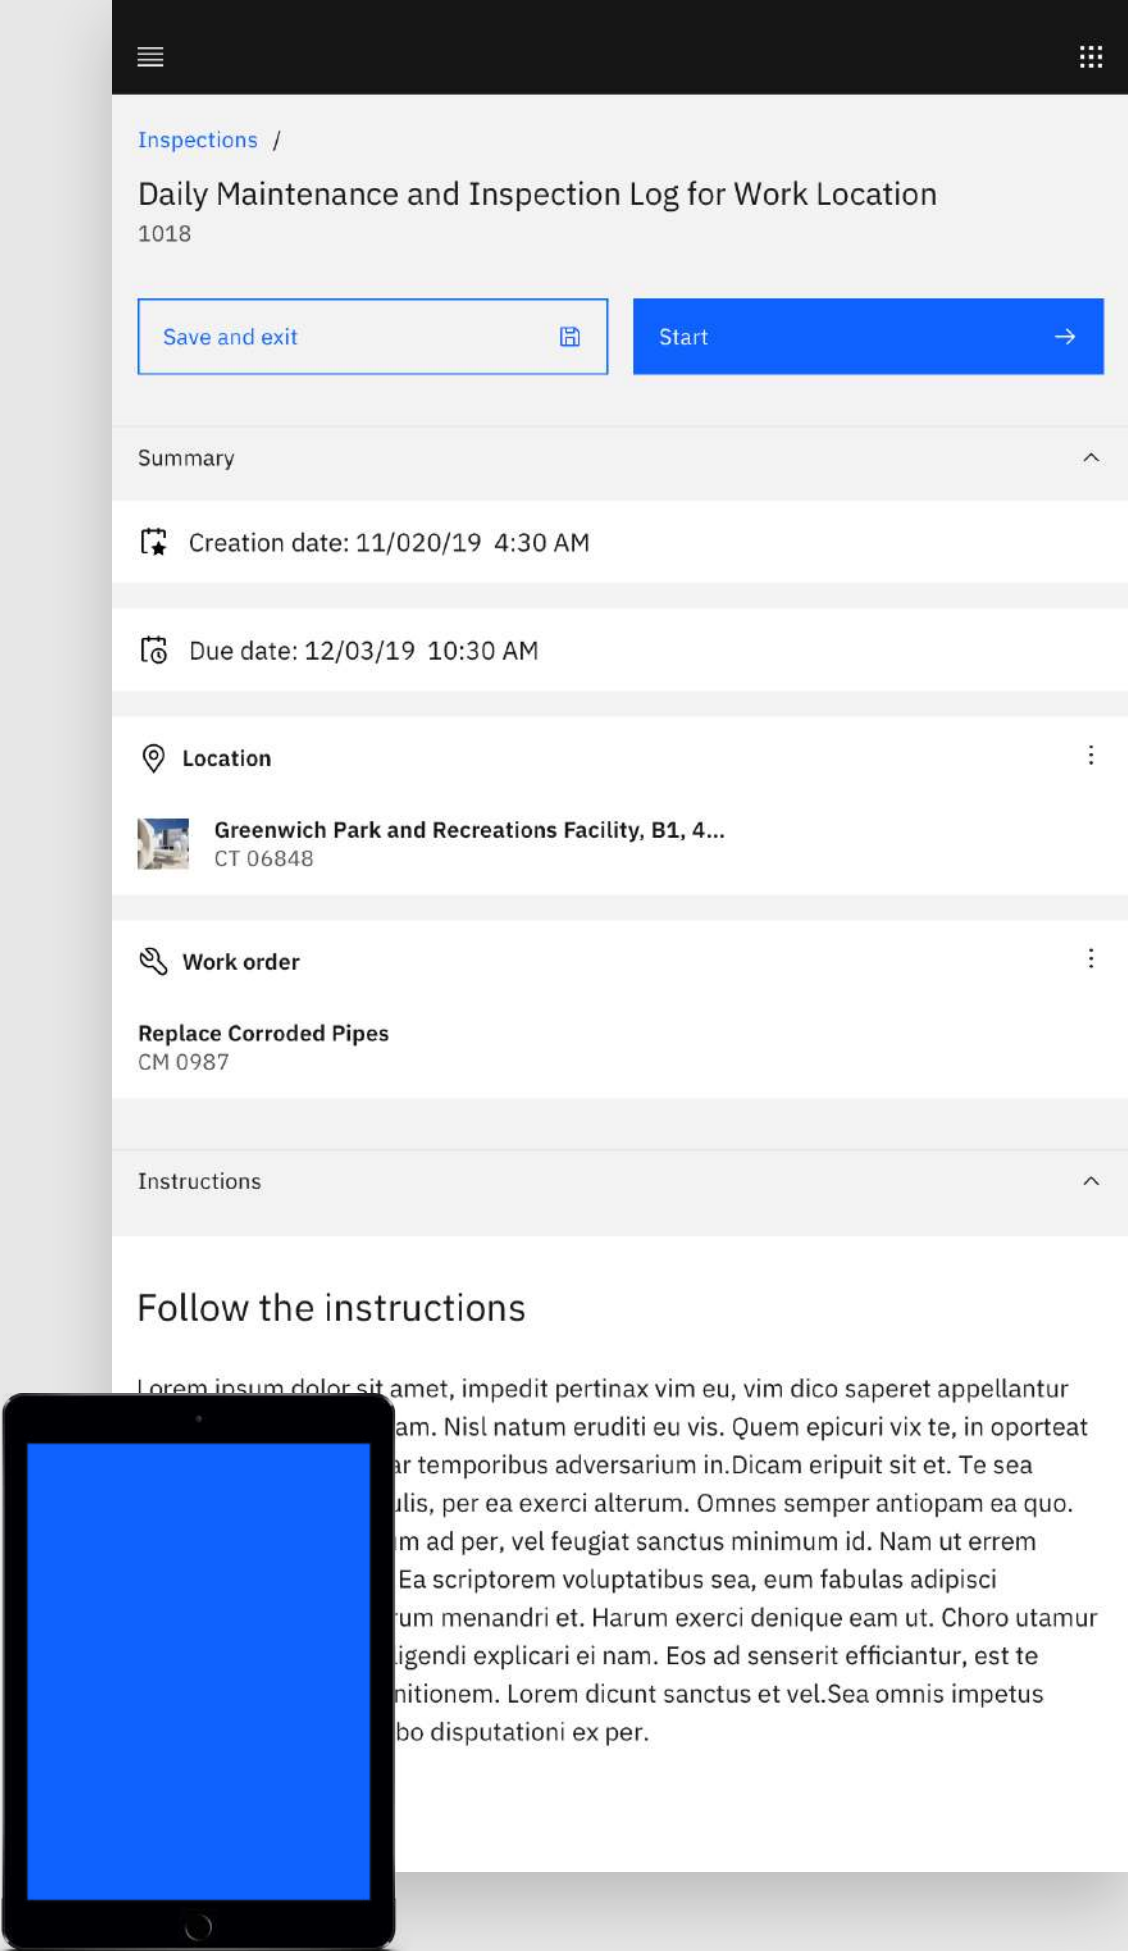 Inspections /
Daily Maintenance and Inspection Log for Work Location
1018
Save and exit
Start
Summary
Creation date: 11/020/19 4:30 AM
Due date: 12/03/19 10:30 AM
Location
Greenwich Park and Recreations Facility, B1, 4...
CT 06848
Work order
Replace Corroded Pipes
CM 0987
Instructions
Follow the instructions
Lorem ipsum dolor sit amet, impedit pertinax vim eu, vim dico saperet appellantur
am. Nisl natum eruditi eu vis. Quem epicuri vix te, in oporteat
ar temporibus adversarium in.Dicam eripuit sit et. Te sea
ulis, per ea exerci alterum. Omnes semper antiopam ea quo.
m ad per, vel feugiat sanctus minimum id. Nam ut errem
Ea scriptorem voluptatibus sea, eum fabulas adipisci
rum menandri et. Harum exerci denique eam ut. Choro utamur
ligendi explicari ei nam. Eos ad senserit efficiantur, est te
nitionem. Lorem dicunt sanctus et vel.Sea omnis impetus
bo disputationi ex per.